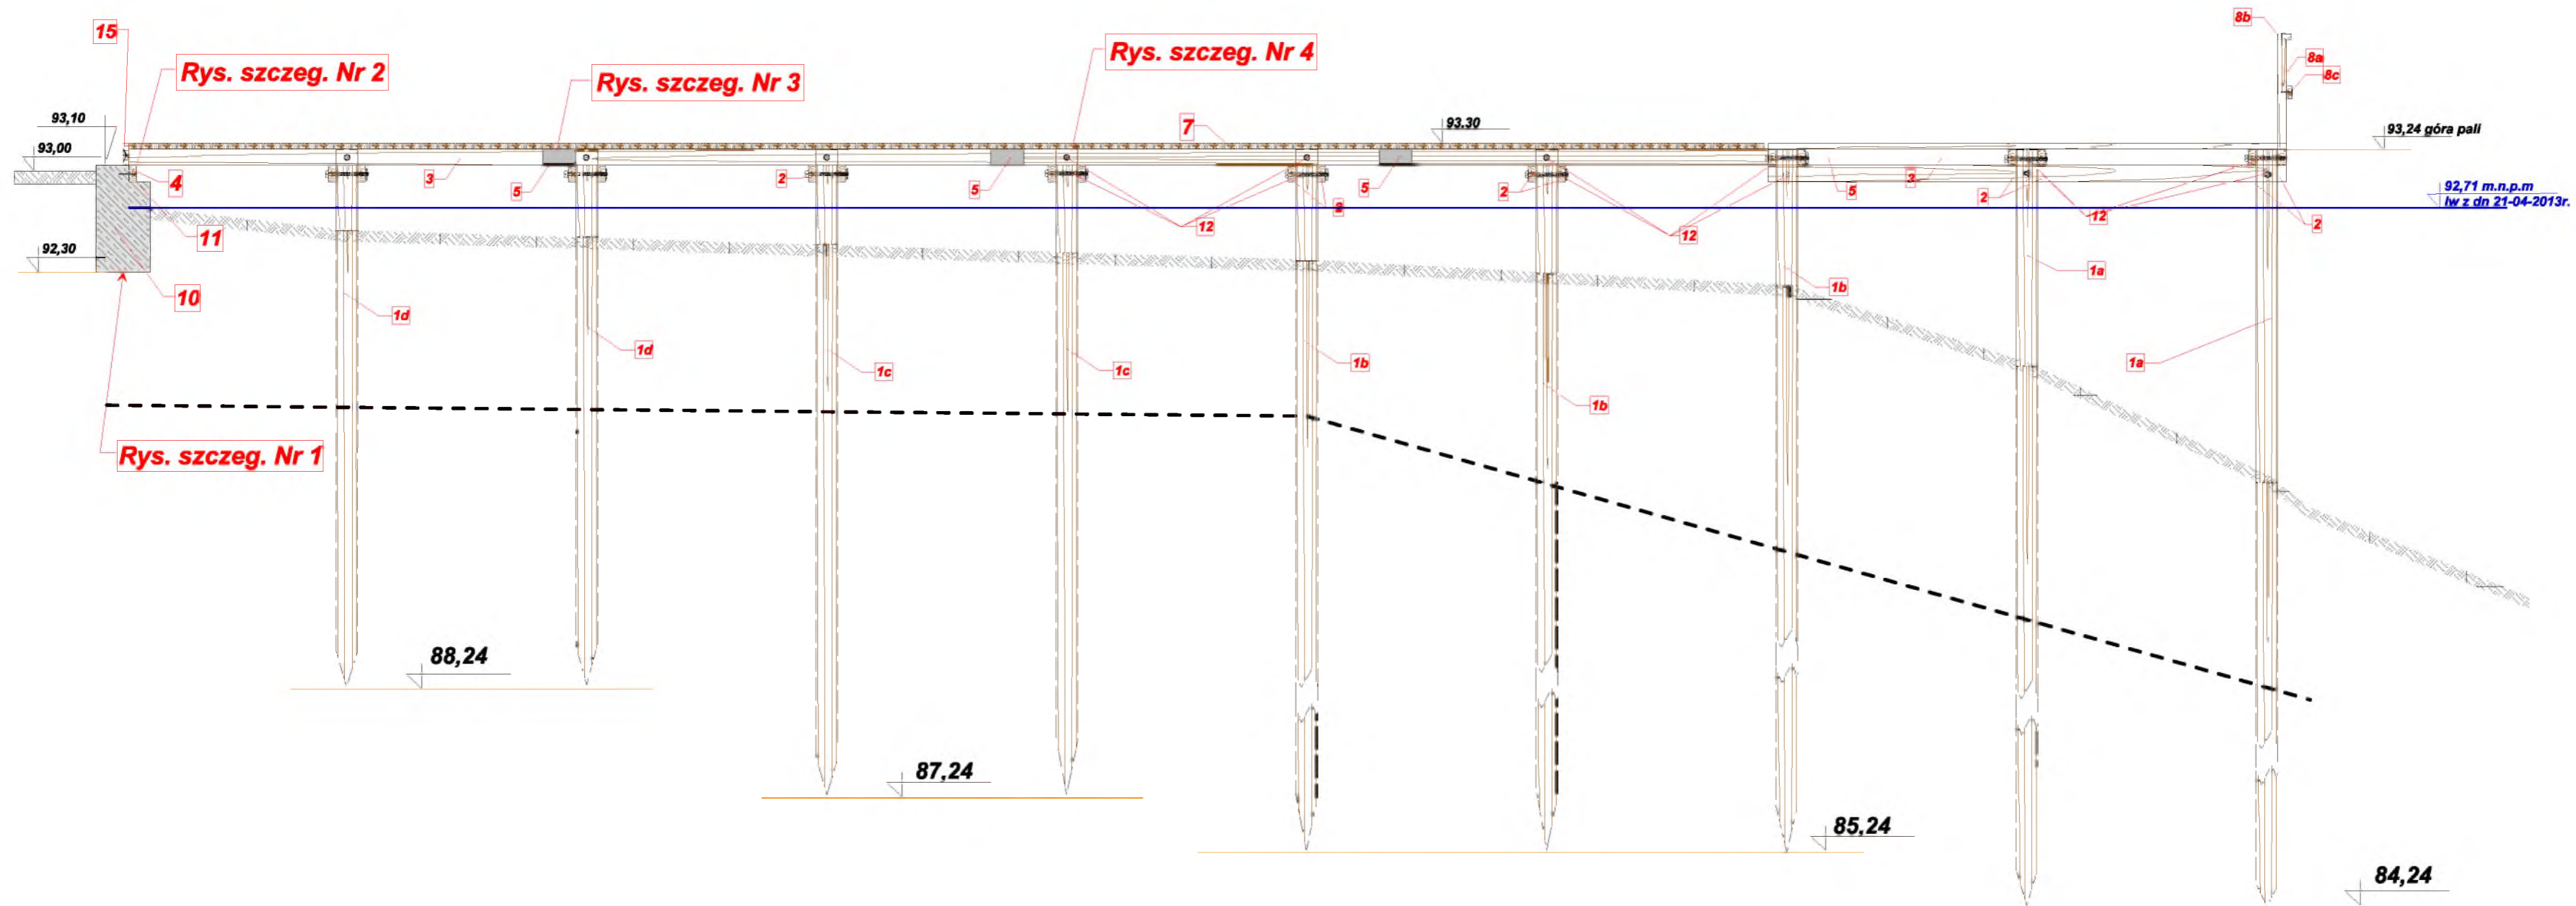 8b
15
Rys. szczeg. Nr 4
8a
Rys. szczeg. Nr 2
8c
Rys. szczeg. Nr 3
93,10
7
93.30
93,24 góra pali
93,00
4
3
5
2
5
12
2
5
2
12
5
3
2
12
2
92,71 m.n.p.m
lw z dn 21-04-2013r.
11
92,30
10
1d
1d
1c
1c
1b
1b
1b
1a
1a
Rys. szczeg. Nr 1
88,24
87,24
85,24
84,24